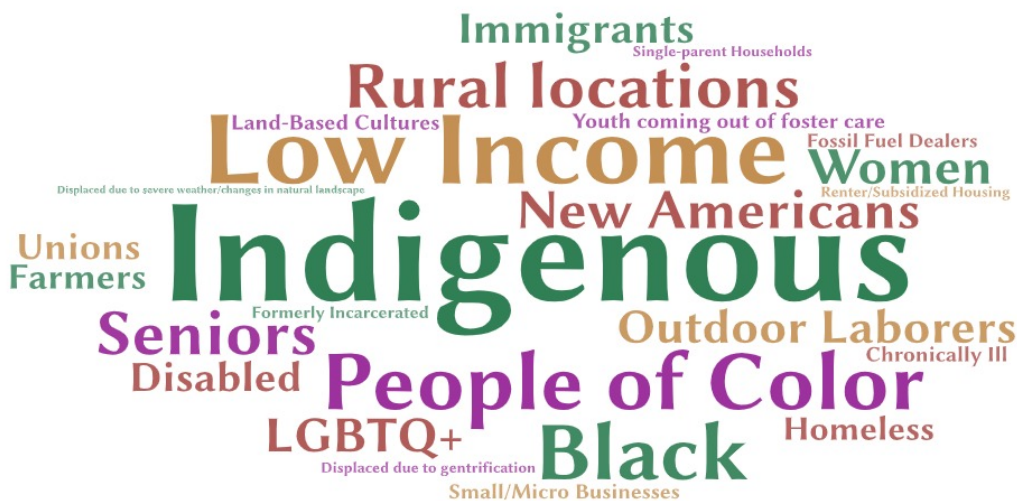 Immigrants
Single-parent Households
Rural locations
Land-Based Cultures
Youth coming out of foster care
Low Income
Fossil Fuel Dealers
Women
Displaced due to severe weather/changes in natural landscape
Renter/Subsidized Housing
New Americans
Unions
Indigenous
Farmers
Formerly Incarcerated
Seniors
Outdoor Laborers
Chronically Ill
Disabled
People of Color
LGBTQ+
Homeless
Black
Displaced due to gentrification
Small/Micro Businesses